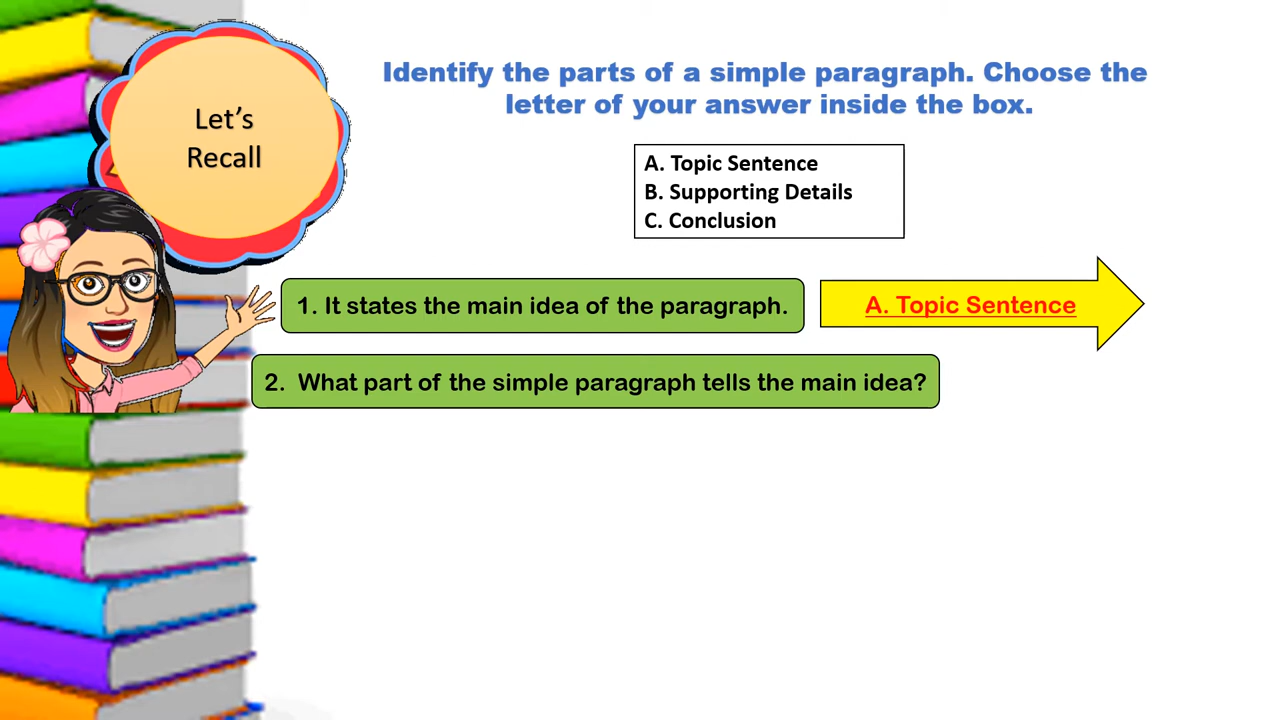 Let's
Recall
Identify the parts of a simple paragraph. Choose the
letter of your answer inside the box.
A. Topic Sentence
B. Supporting Details
C. Conclusion
1. It states the main idea of the paragraph.
A. Topic Sentence
2. What part of the simple paragraph tells the main idea?